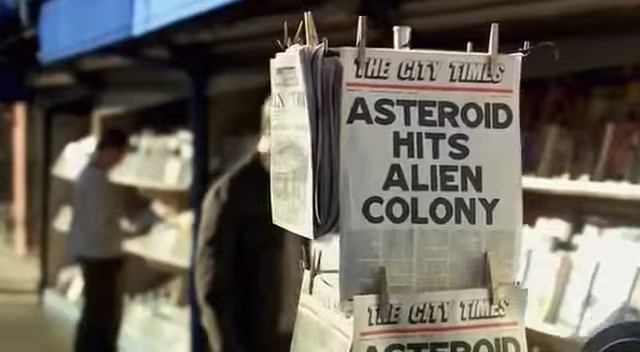 THE CITY TIMES
ASTEROID
HITS
ALIEN
COLONY
THE CITY TIMES
ASTEROID